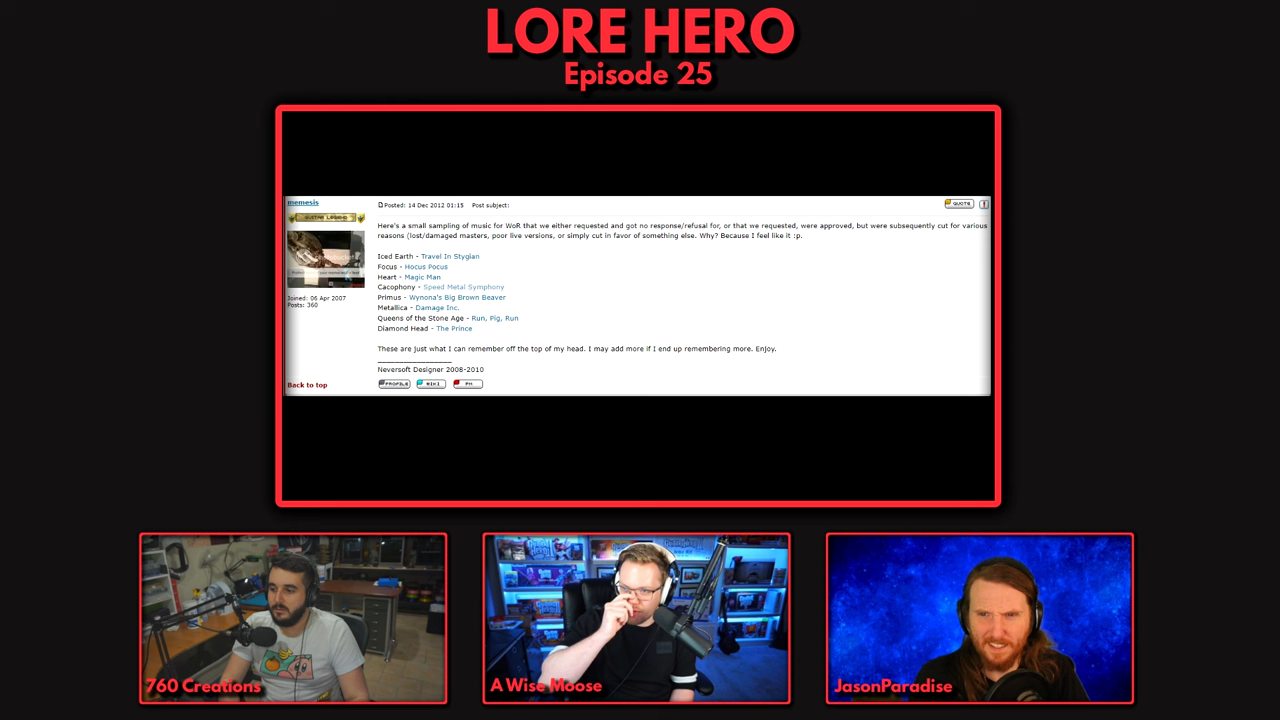 LORE HERO
Episode 25
memesis
GUITAR LEGEND
Joined: 06 Apr 2007
Posts: 360
Back to top
Posted: 14 Dec 2012 01:15 Post subject:
QUOTE
Here's a small sampling of music for WoR that we either requested and got no response/refusal for, or that we requested, were approved, but were subsequently cut for various
reasons (lost/damaged masters, poor live versions, or simply cut in favor of something else. Why? Because I feel like it :p.
Iced Earth - Travel In Stygian
Focus - Hocus Pocus
Heart - Magic Man
Cacophony - Speed Metal Symphony
Primus - Wynona's Big Brown Beaver
Metallica - Damage Inc.
Queens of the Stone Age - Run, Pig, Run
Diamond Head - The Prince
These are just what I can remember off the top of my head. I may add more if I end up remembering more. Enjoy.
Neversoft Designer 2008-2010
PROFILE WIKI PM
760 Creations
A Wise Moose
JasonParadise